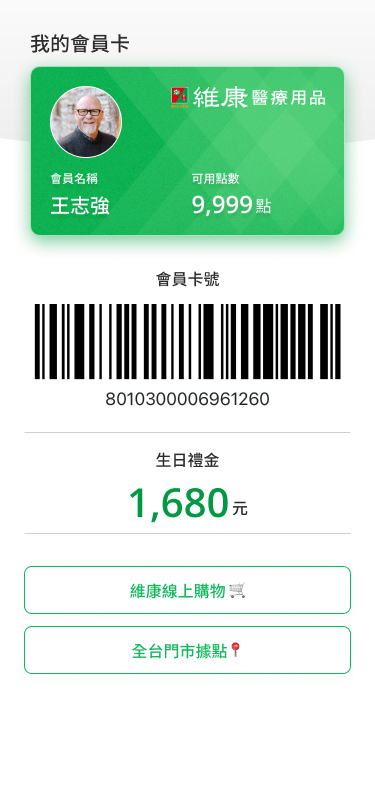 我的會員卡
維康 醫療用品
會員名稱
可用點數
王志強
9,999 點
會員卡號
8010300006961260
生日禮金
1,680 元
維康線上購物🛒
全台門市據點📍